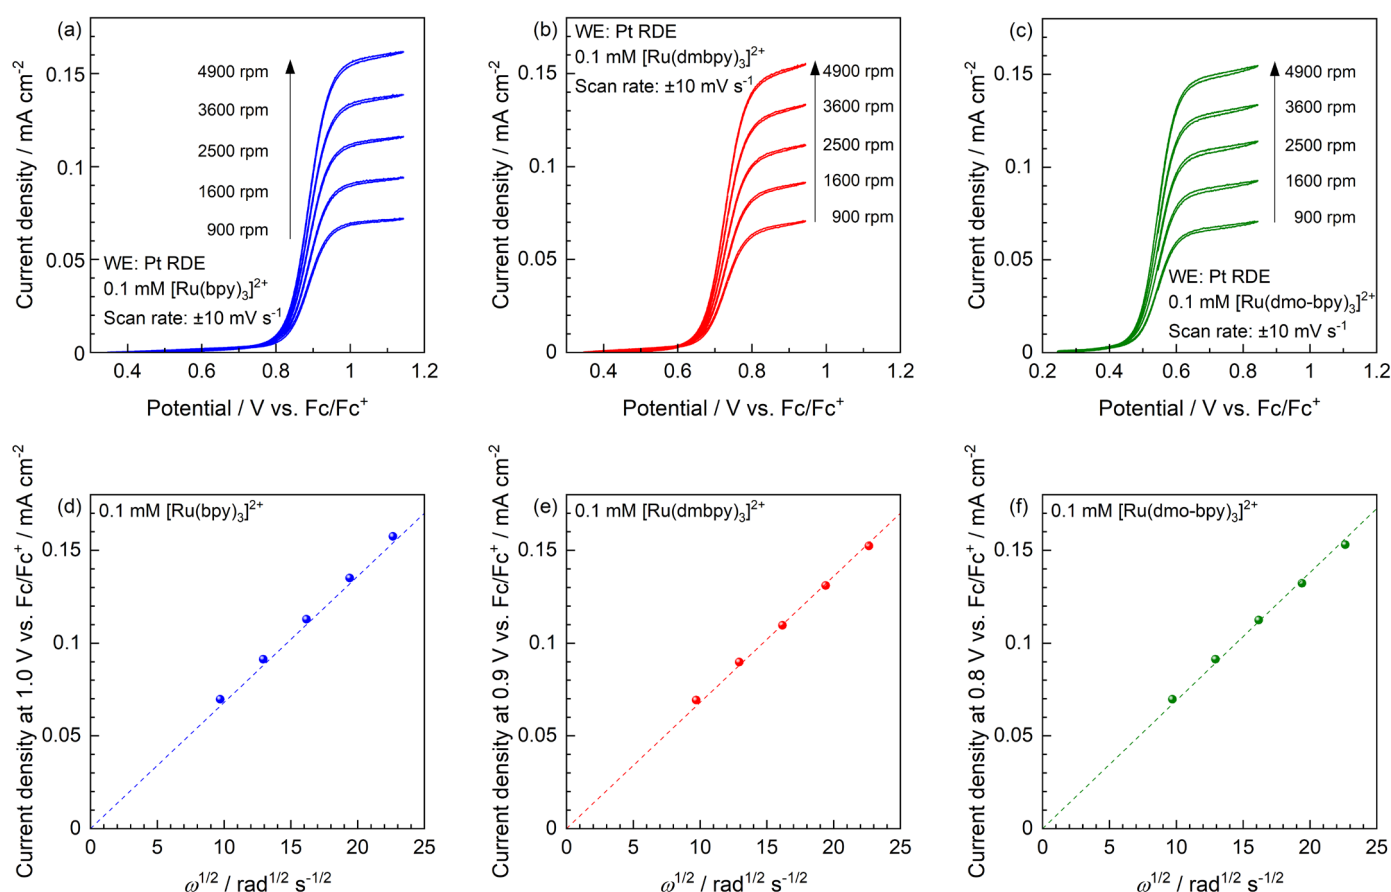 (a)
4900 rpm
3600 rpm
2500 rpm
1600 rpm
900 rpm
WE: Pt RDE
0.1 mM [Ru(bpy)₃]²⁺
Scan rate: ±10 mV s⁻¹
Current density / mA cm⁻²
0.15
0.1
0.05
0
0.4 0.6 0.8 1 1.2
Potential / V vs. Fc/Fc⁺
(b)
WE: Pt RDE
0.1 mM [Ru(dmbpy)₃]²⁺
Scan rate: ±10 mV s⁻¹
4900 rpm
3600 rpm
2500 rpm
1600 rpm
900 rpm
Current density / mA cm⁻²
0.15
0.1
0.05
0
0.4 0.6 0.8 1 1.2
Potential / V vs. Fc/Fc⁺
(c)
4900 rpm
3600 rpm
2500 rpm
1600 rpm
900 rpm
WE: Pt RDE
0.1 mM [Ru(dmo-bpy)₃]²⁺
Scan rate: ±10 mV s⁻¹
Current density / mA cm⁻²
0.15
0.1
0.05
0
0.2 0.4 0.6 0.8 1 1.2
Potential / V vs. Fc/Fc⁺
(d)
0.1 mM [Ru(bpy)₃]²⁺
Current density at 1.0 V vs. Fc/Fc⁺ / mA cm⁻²
0.15
0.1
0.05
0
0 5 10 15 20 25
ω¹/² / rad¹/² s⁻¹/²
(e)
0.1 mM [Ru(dmbpy)₃]²⁺
Current density at 0.9 V vs. Fc/Fc⁺ / mA cm⁻²
0.15
0.1
0.05
0
0 5 10 15 20 25
ω¹/² / rad¹/² s⁻¹/²
(f)
0.1 mM [Ru(dmo-bpy)₃]²⁺
Current density at 0.8 V vs. Fc/Fc⁺ / mA cm⁻²
0.15
0.1
0.05
0
0 5 10 15 20 25
ω¹/² / rad¹/² s⁻¹/²